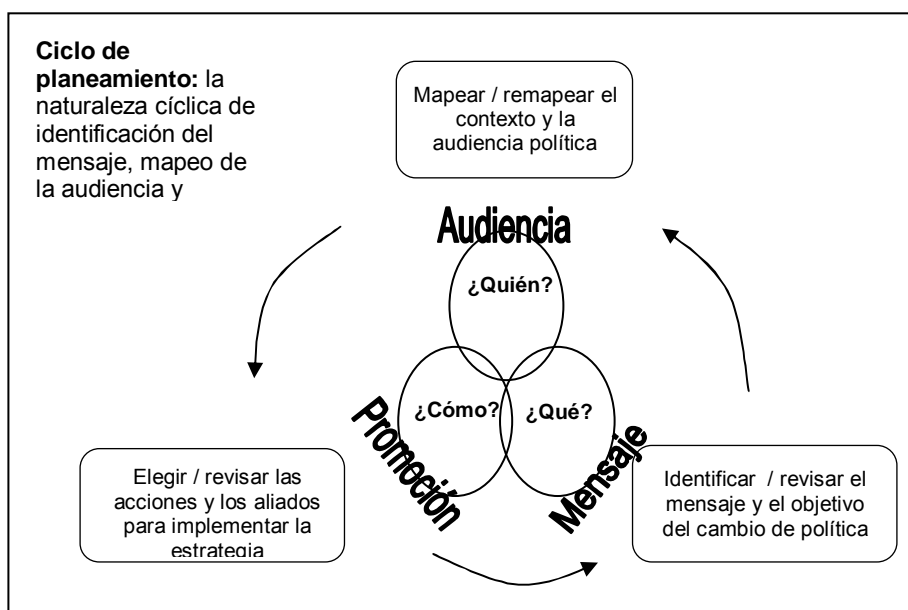 Ciclo de
planeamiento: la
naturaleza cíclica de
identificación del
mensaje, mapeo de
la audiencia y
Mapear / remapear el
contexto y la
audiencia política
Audiencia
¿Quién?
¿Cómo?
¿Qué?
Promoción
Mensaje
Elegir / revisar las
acciones y los aliados
para implementar la
estrategia
Identificar / revisar el
mensaje y el objetivo
del cambio de política